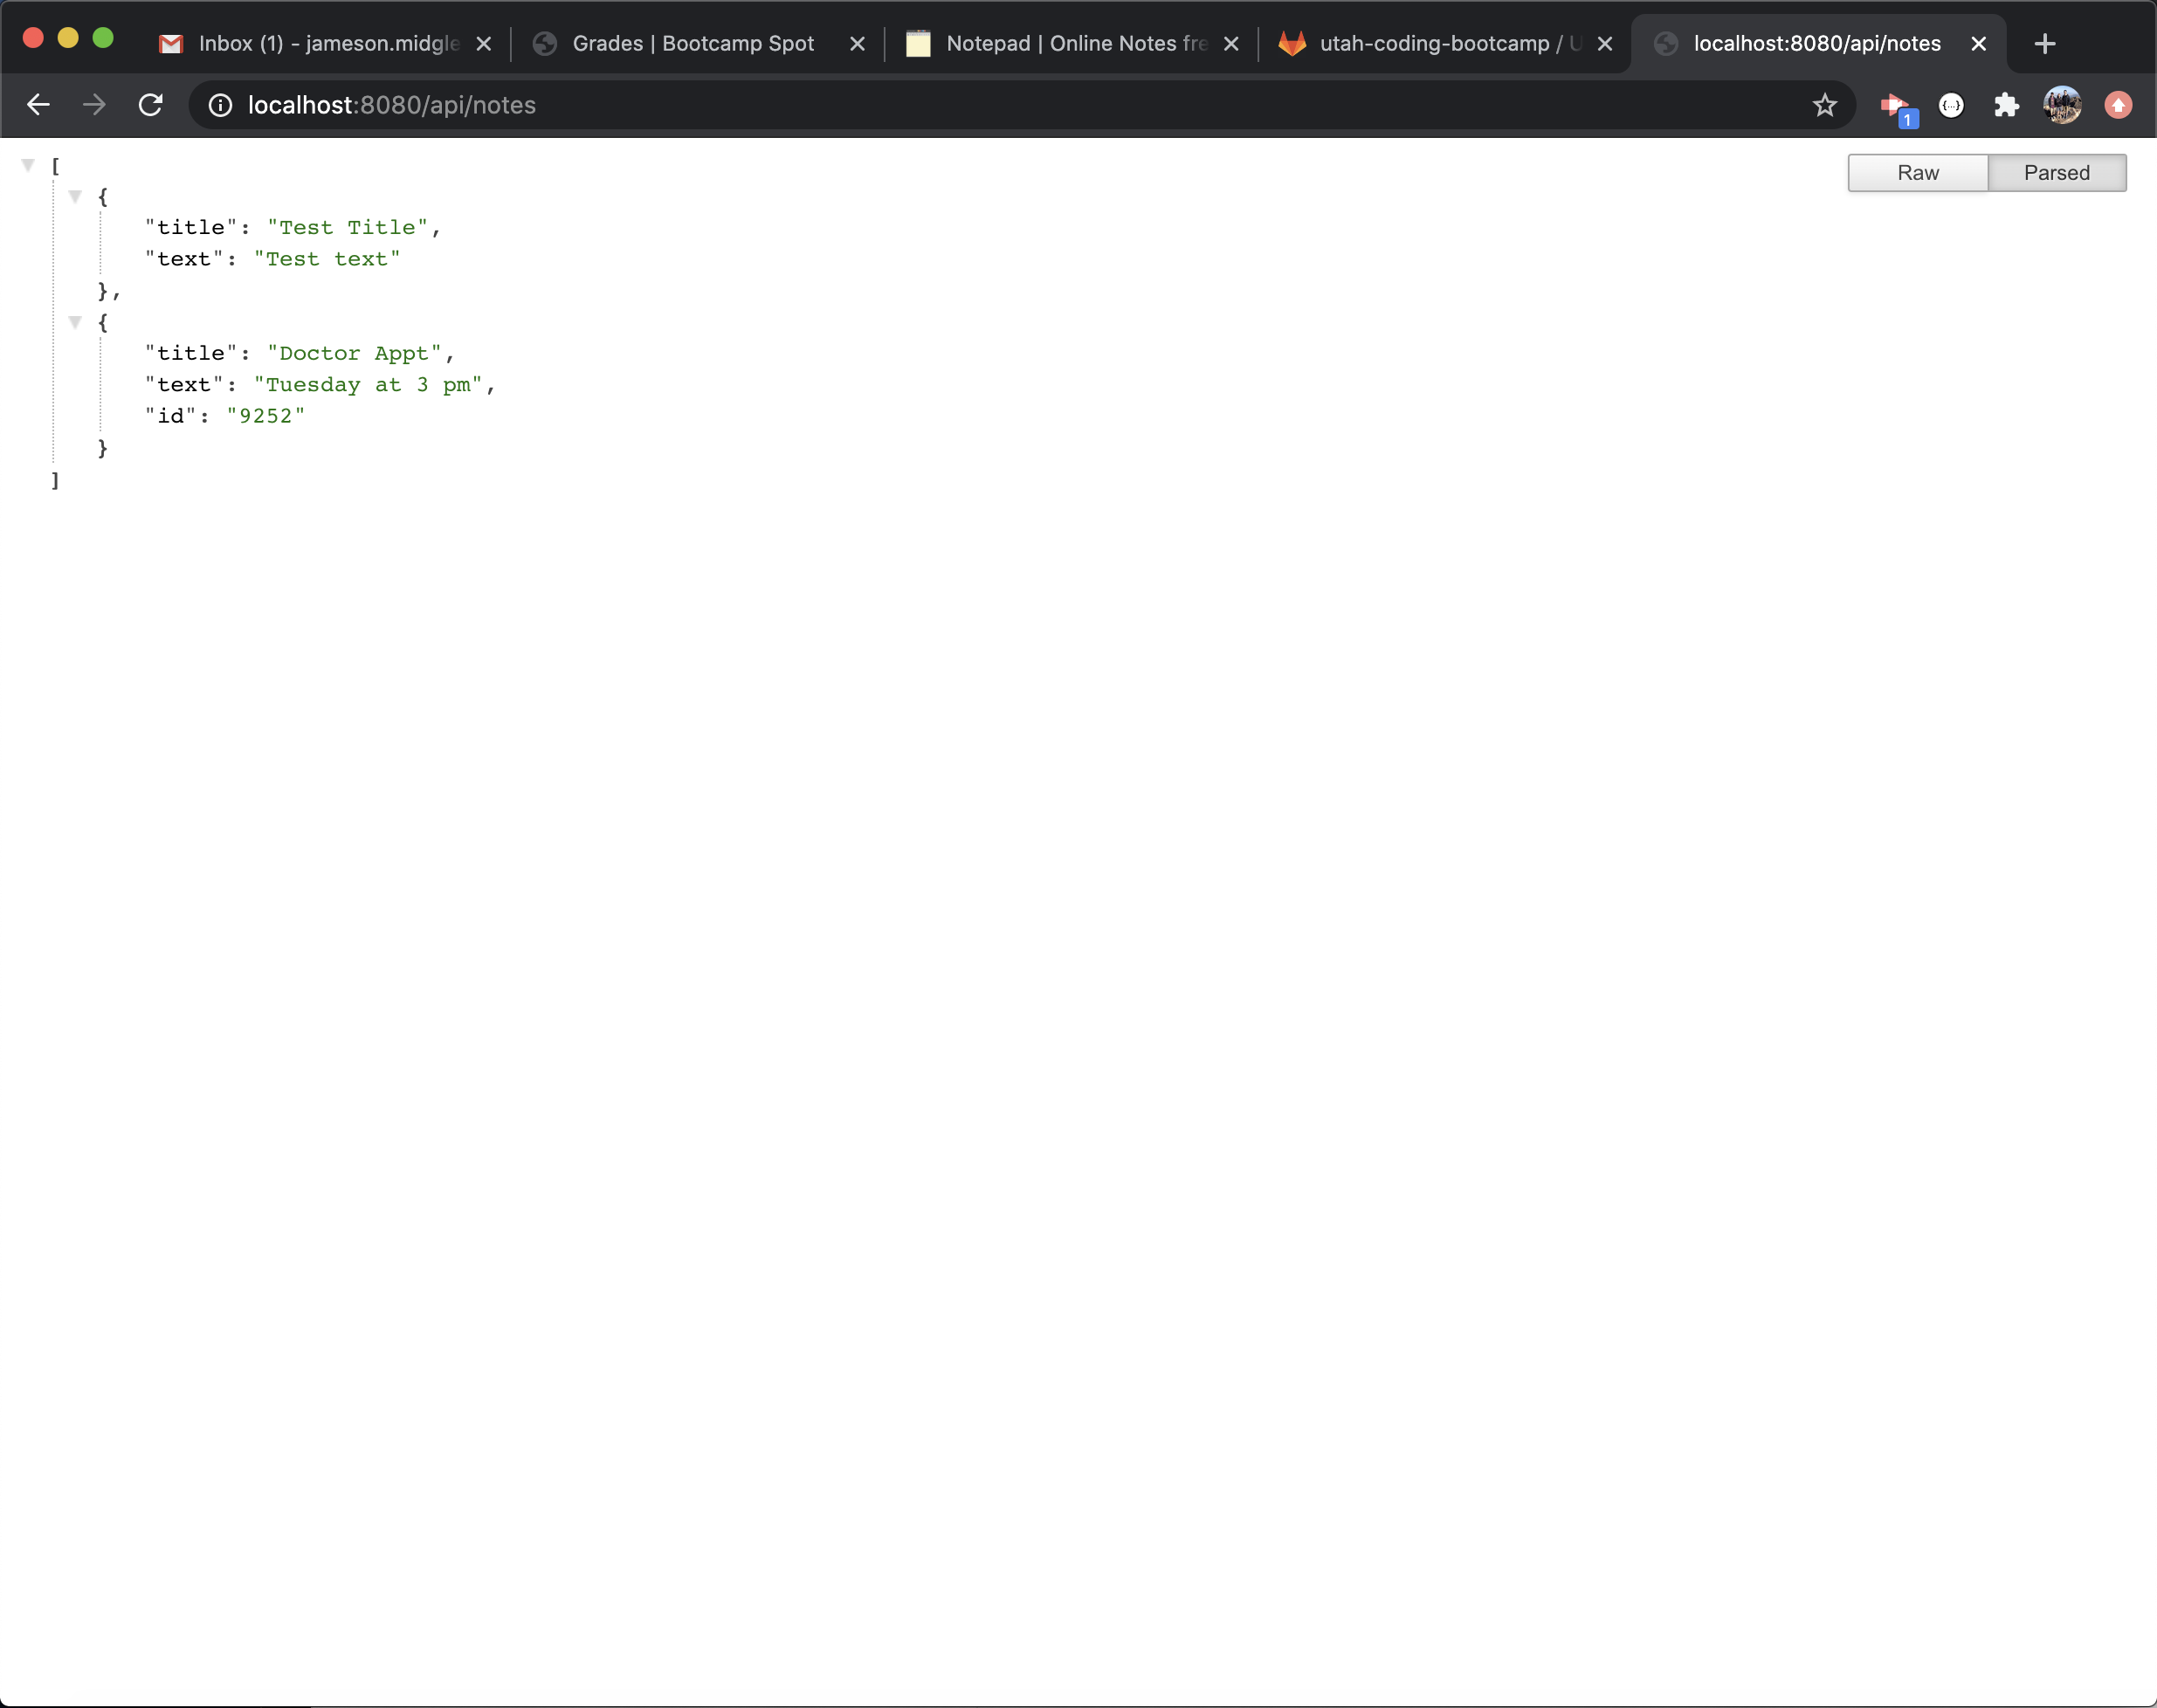 Inbox (1) - jameson.midgle
Grades | Bootcamp Spot
Notepad | Online Notes fre
utah-coding-bootcamp / U
localhost:8080/api/notes
localhost:8080/api/notes
1
Raw
Parsed
[
{
"title": "Test Title",
"text": "Test text"
},
{
"title": "Doctor Appt",
"text": "Tuesday at 3 pm",
"id": "9252"
}
]